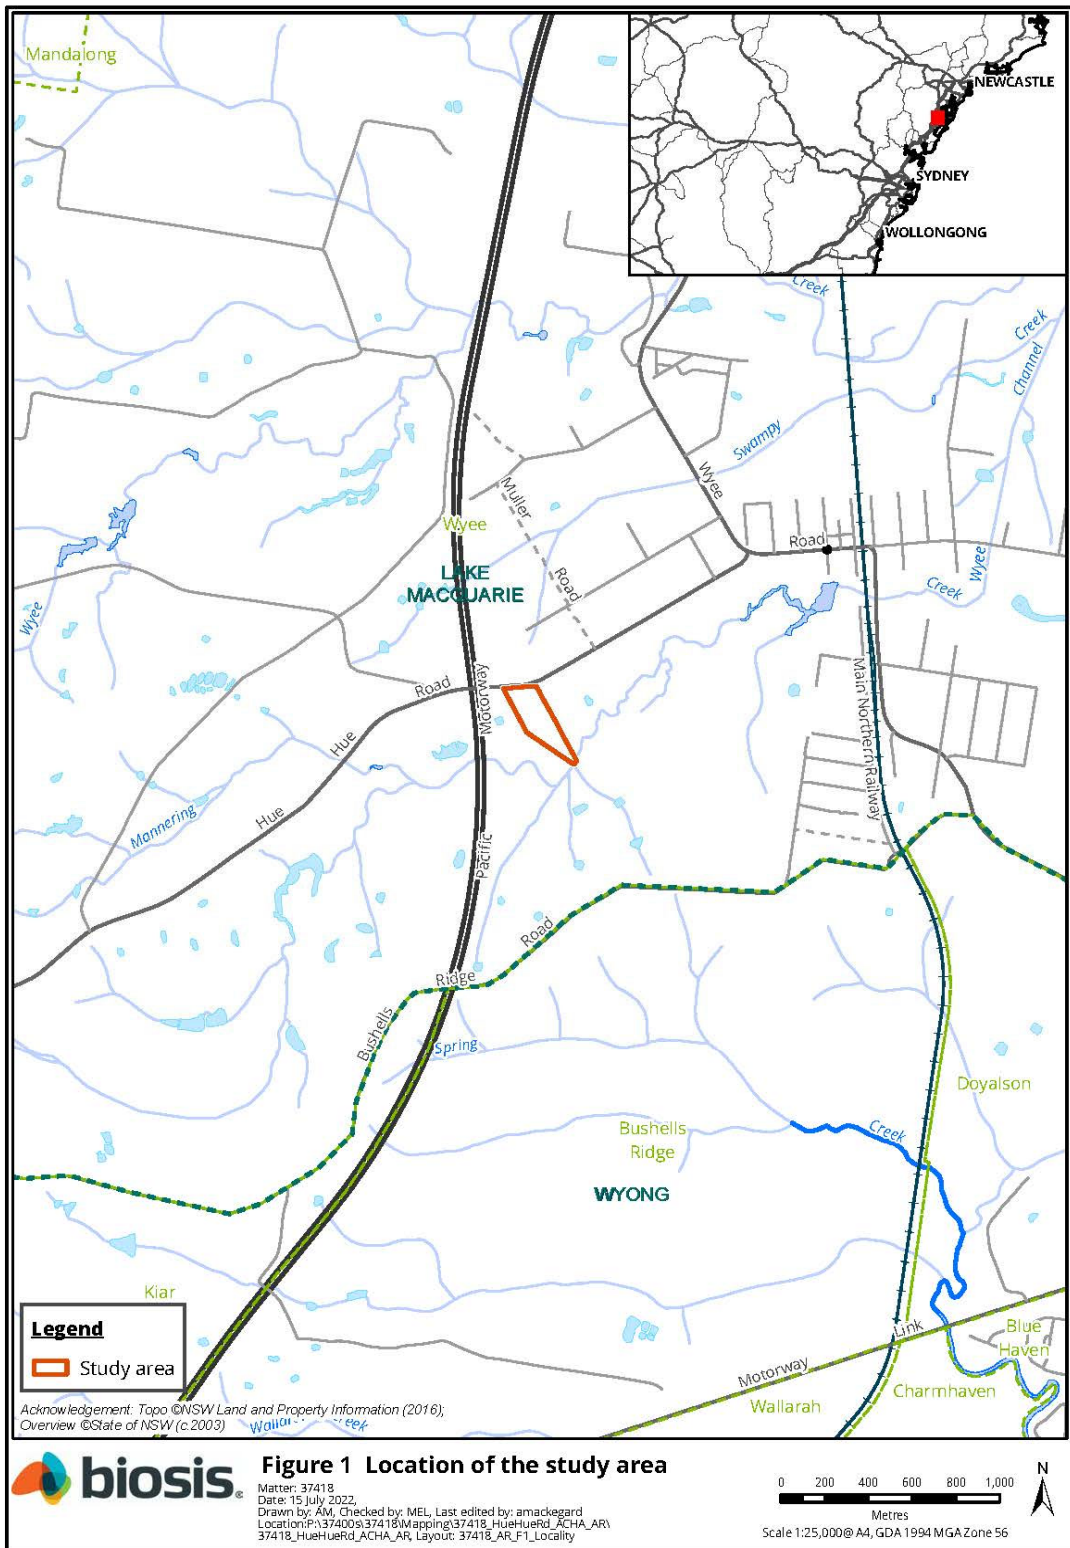 Mandalong
NEWCASTLE
SYDNEY
WOLLONGONG
Creek
Creek
Channel
Swampy
Wyee
Muller
Wyee
Road
Road
LAKE
MACQUARIE
Wyee
Creek
Wyee
Road
Motorway
Main Northern Railway
Hue
Hue
Mannering
Pacific
Road
Ridge
Bushells
Spring
Doyalson
Bushells
Ridge
Creek
WYONG
Kiar
Link
Blue
Haven
Motorway
Charmhaven
Wallarah
Legend
Study area
Acknowledgement: Topo ©NSW Land and Property Information (2016);
Overview ©State of NSW (c.2003)
Creek
biosis
Figure 1 Location of the study area
Matter: 37418
Date: 15 July 2022,
Drawn by: AM, Checked by: MEL, Last edited by: amackegard
Location:P:\37400s\37418\Mapping\37418_HueHueRd_ACHA_AR\
37418_HueHueRd_ACHA_AR, Layout: 37418_AR_F1_Locality
0 200 400 600 800 1,000
Metres
Scale 1:25,000@ A4, GDA 1994 MGA Zone 56
N